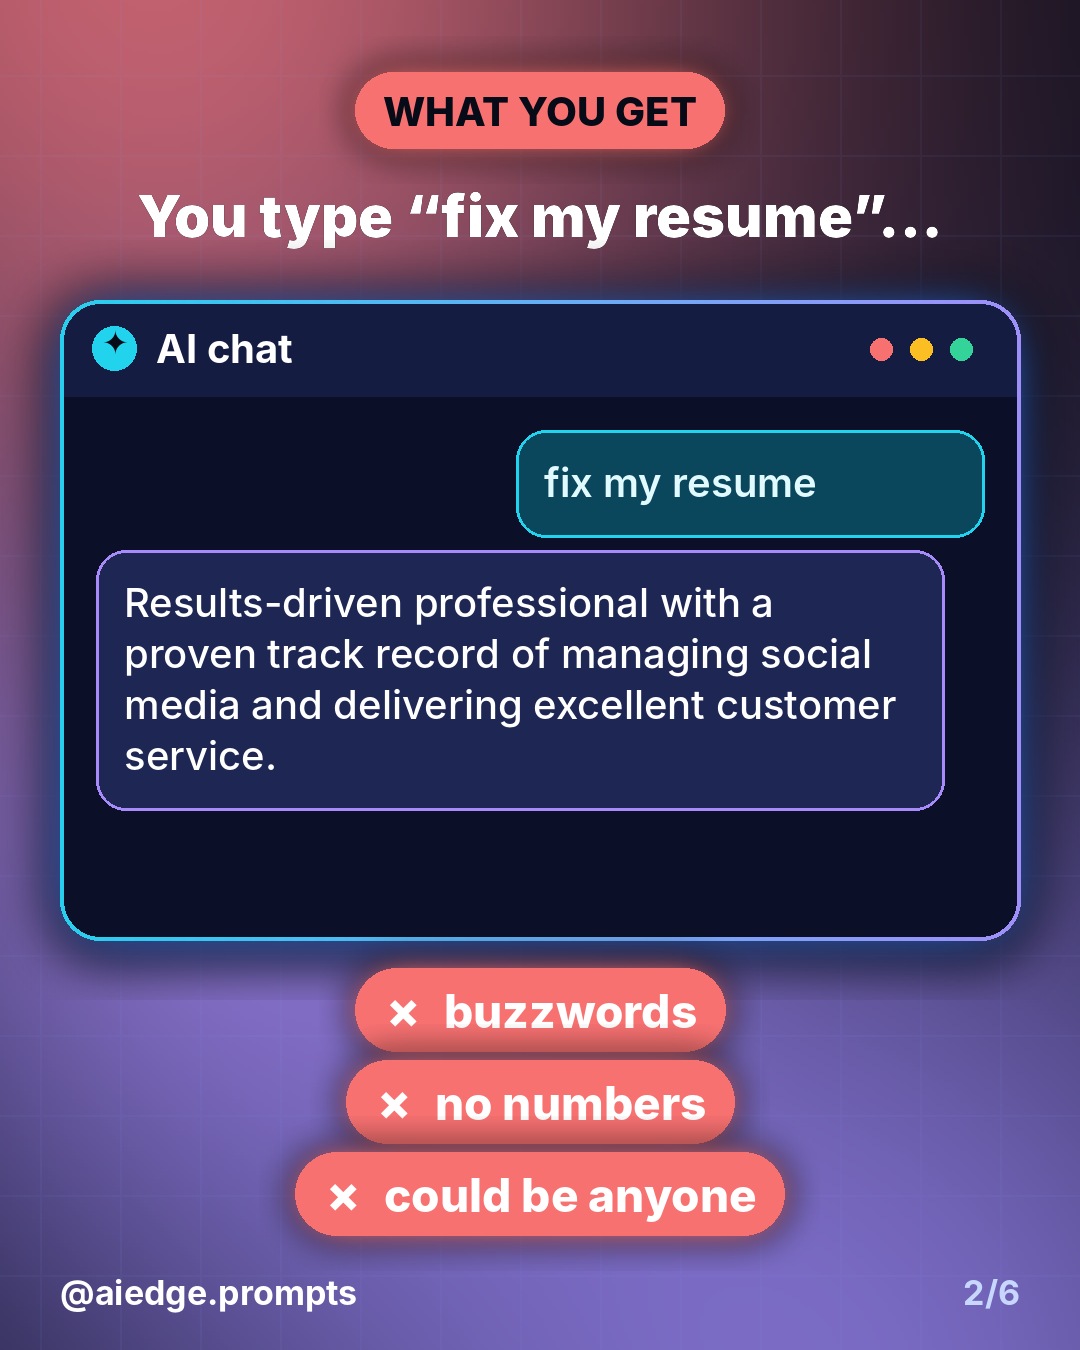 WHAT YOU GET
You type “fix my resume”...
AI chat
fix my resume
Results-driven professional with a
proven track record of managing social
media and delivering excellent customer
service.
× buzzwords
× no numbers
× could be anyone
@aiedge.prompts
2/6